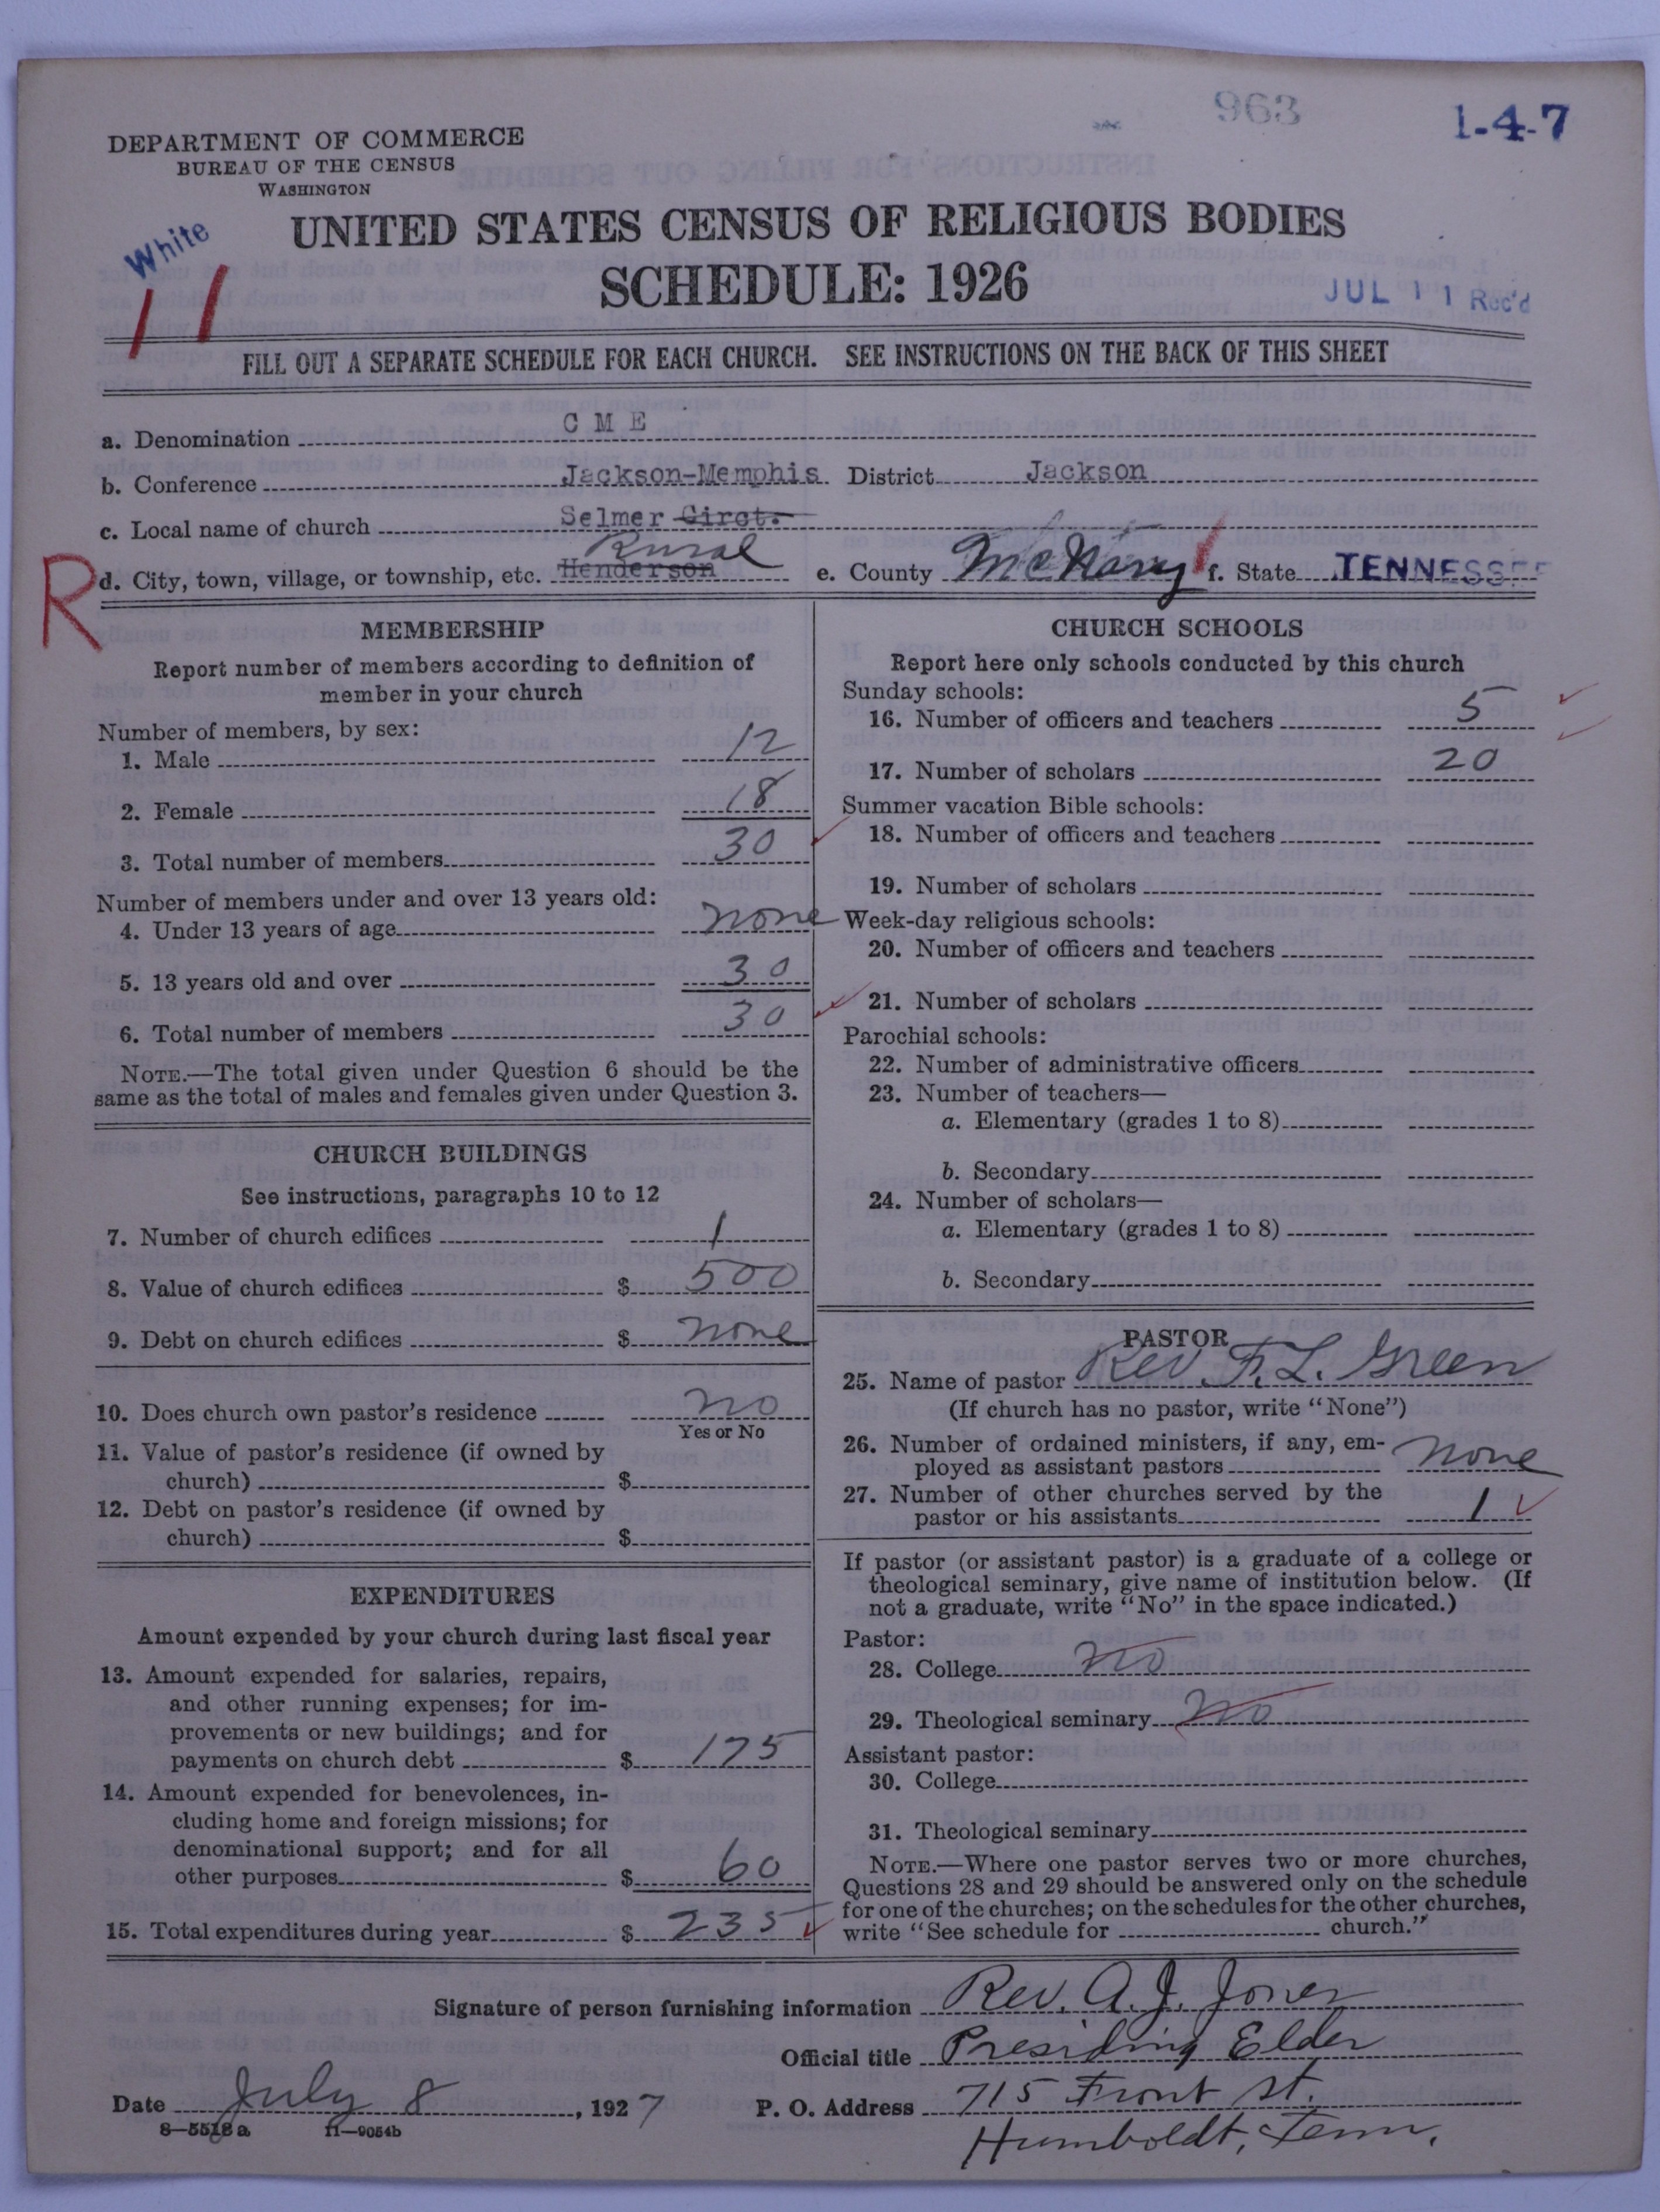 963
1-4-7
DEPARTMENT OF COMMERCE
BUREAU OF THE CENSUS
WASHINGTON
White
11
UNITED STATES CENSUS OF RELIGIOUS BODIES
SCHEDULE: 1926
JUL 11 Rec'd
FILL OUT A SEPARATE SCHEDULE FOR EACH CHURCH. SEE INSTRUCTIONS ON THE BACK OF THIS SHEET
a. Denomination C M E
b. Conference Jackson-Memphis District Jackson
c. Local name of church Selmer Circt.
Rural
R
d. City, town, village, or township, etc. Henderson e. County McNairy f. State TENNESSEE
MEMBERSHIP
Report number of members according to definition of
member in your church
Number of members, by sex:
1. Male 12
2. Female 18
3. Total number of members 30
Number of members under and over 13 years old:
4. Under 13 years of age none
5. 13 years old and over 30
6. Total number of members 30
NOTE.—The total given under Question 6 should be the
same as the total of males and females given under Question 3.
CHURCH BUILDINGS
See instructions, paragraphs 10 to 12
7. Number of church edifices 1
8. Value of church edifices $ 500
9. Debt on church edifices $ none
10. Does church own pastor's residence no
Yes or No
11. Value of pastor's residence (if owned by
church) $
12. Debt on pastor's residence (if owned by
church) $
EXPENDITURES
Amount expended by your church during last fiscal year
13. Amount expended for salaries, repairs,
and other running expenses; for im-
provements or new buildings; and for
payments on church debt $ 175
14. Amount expended for benevolences, in-
cluding home and foreign missions; for
denominational support; and for all
other purposes $ 60
15. Total expenditures during year $ 235
CHURCH SCHOOLS
Report here only schools conducted by this church
Sunday schools:
16. Number of officers and teachers 5
17. Number of scholars 20
Summer vacation Bible schools:
18. Number of officers and teachers
19. Number of scholars
Week-day religious schools:
20. Number of officers and teachers
21. Number of scholars
Parochial schools:
22. Number of administrative officers
23. Number of teachers—
a. Elementary (grades 1 to 8)
b. Secondary
24. Number of scholars—
a. Elementary (grades 1 to 8)
b. Secondary
PASTOR
25. Name of pastor Rev. F. L. Green
(If church has no pastor, write "None")
26. Number of ordained ministers, if any, em-
ployed as assistant pastors none
27. Number of other churches served by the
pastor or his assistants 1
If pastor (or assistant pastor) is a graduate of a college or
theological seminary, give name of institution below. (If
not a graduate, write "No" in the space indicated.)
Pastor:
28. College no
29. Theological seminary no
Assistant pastor:
30. College
31. Theological seminary
NOTE.—Where one pastor serves two or more churches,
Questions 28 and 29 should be answered only on the schedule
for one of the churches; on the schedules for the other churches,
write "See schedule for church."
Signature of person furnishing information Rev. A. J. Jones
Official title Presiding Elder
Date July 8, 1927 P. O. Address 715 Front St.
8—5518a 11—9054b
Humboldt, Tenn.